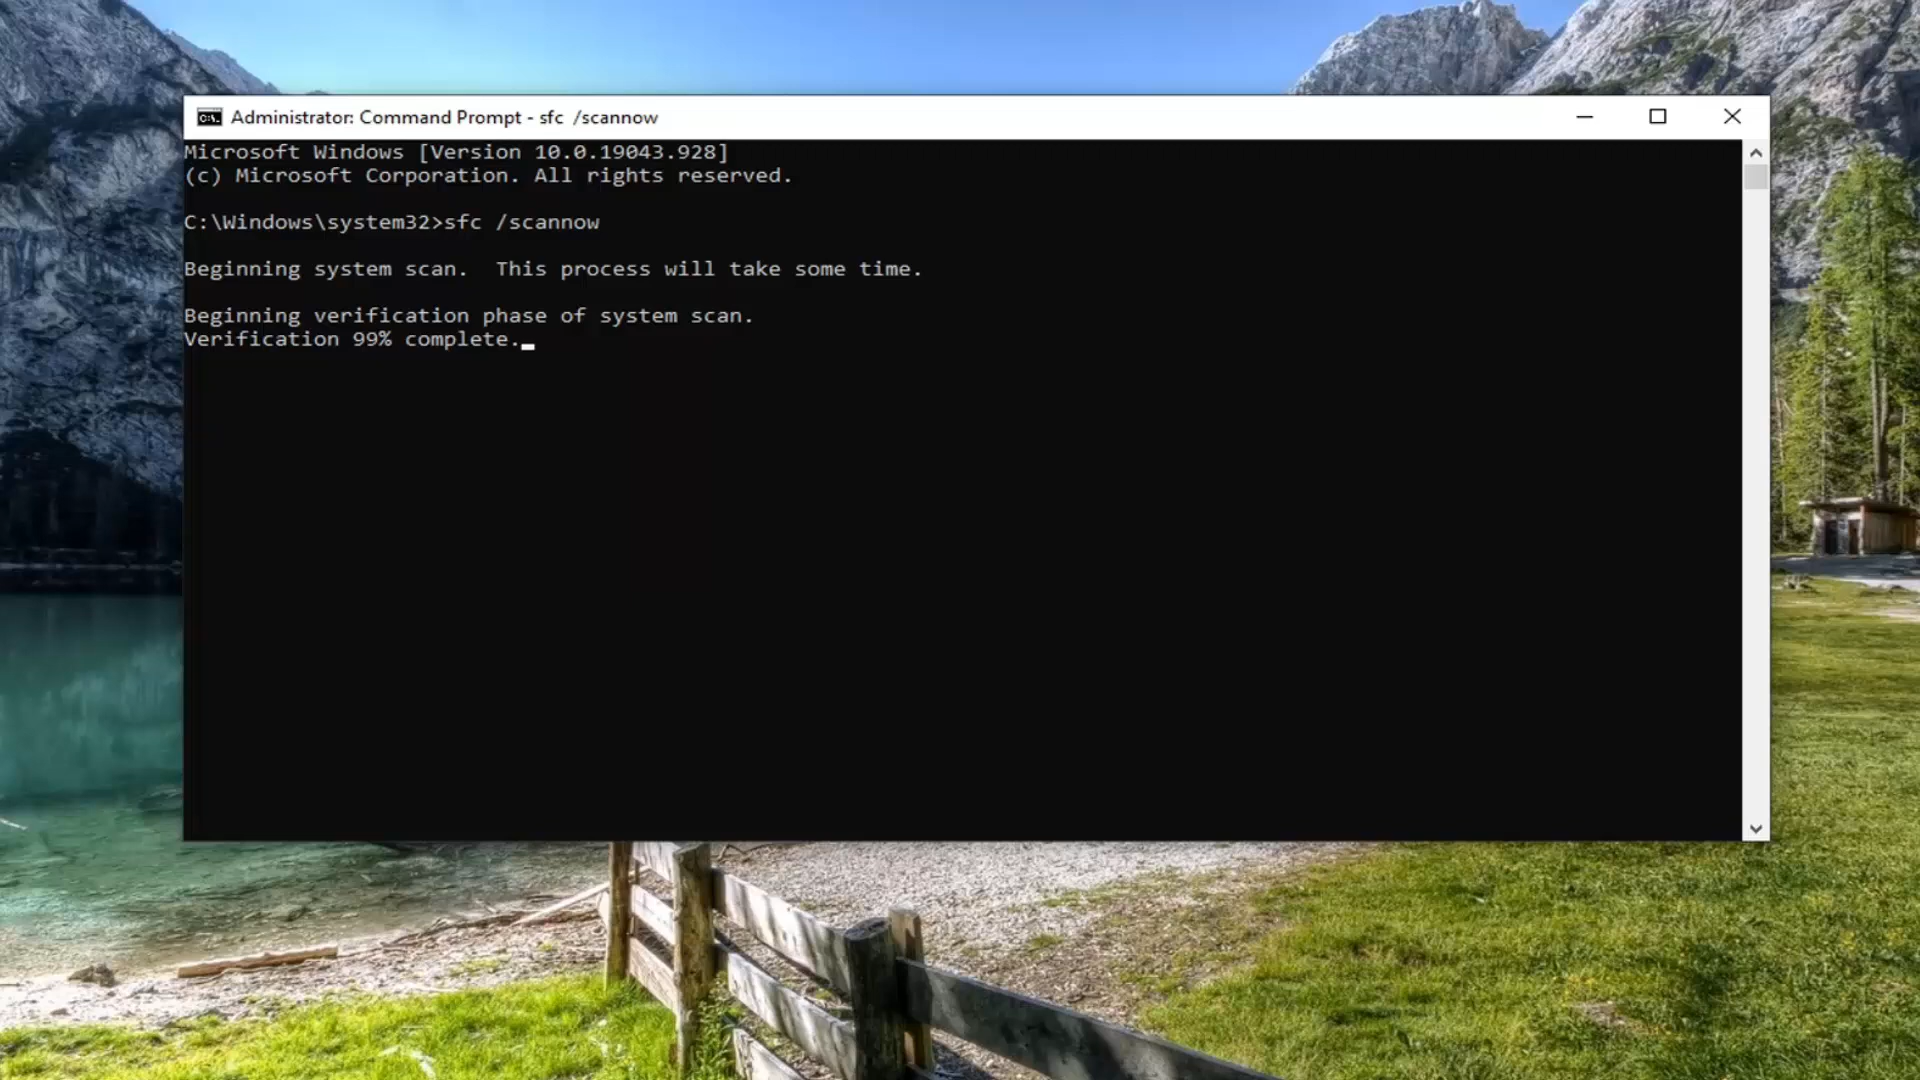 Administrator: Command Prompt - sfc  /scannow
Microsoft Windows [Version 10.0.19043.928]
(c) Microsoft Corporation. All rights reserved.
C:\Windows\system32>sfc /scannow
Beginning system scan.  This process will take some time.
Beginning verification phase of system scan.
Verification 99% complete.